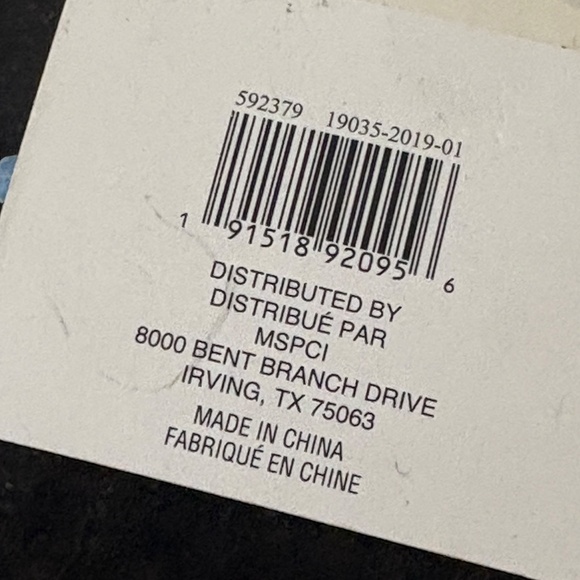 592379 19035-2019-01
1 91518 92095 6
DISTRIBUTED BY
DISTRIBUÉ PAR
MSPCI
8000 BENT BRANCH DRIVE
IRVING, TX 75063
MADE IN CHINA
FABRIQUÉ EN CHINE